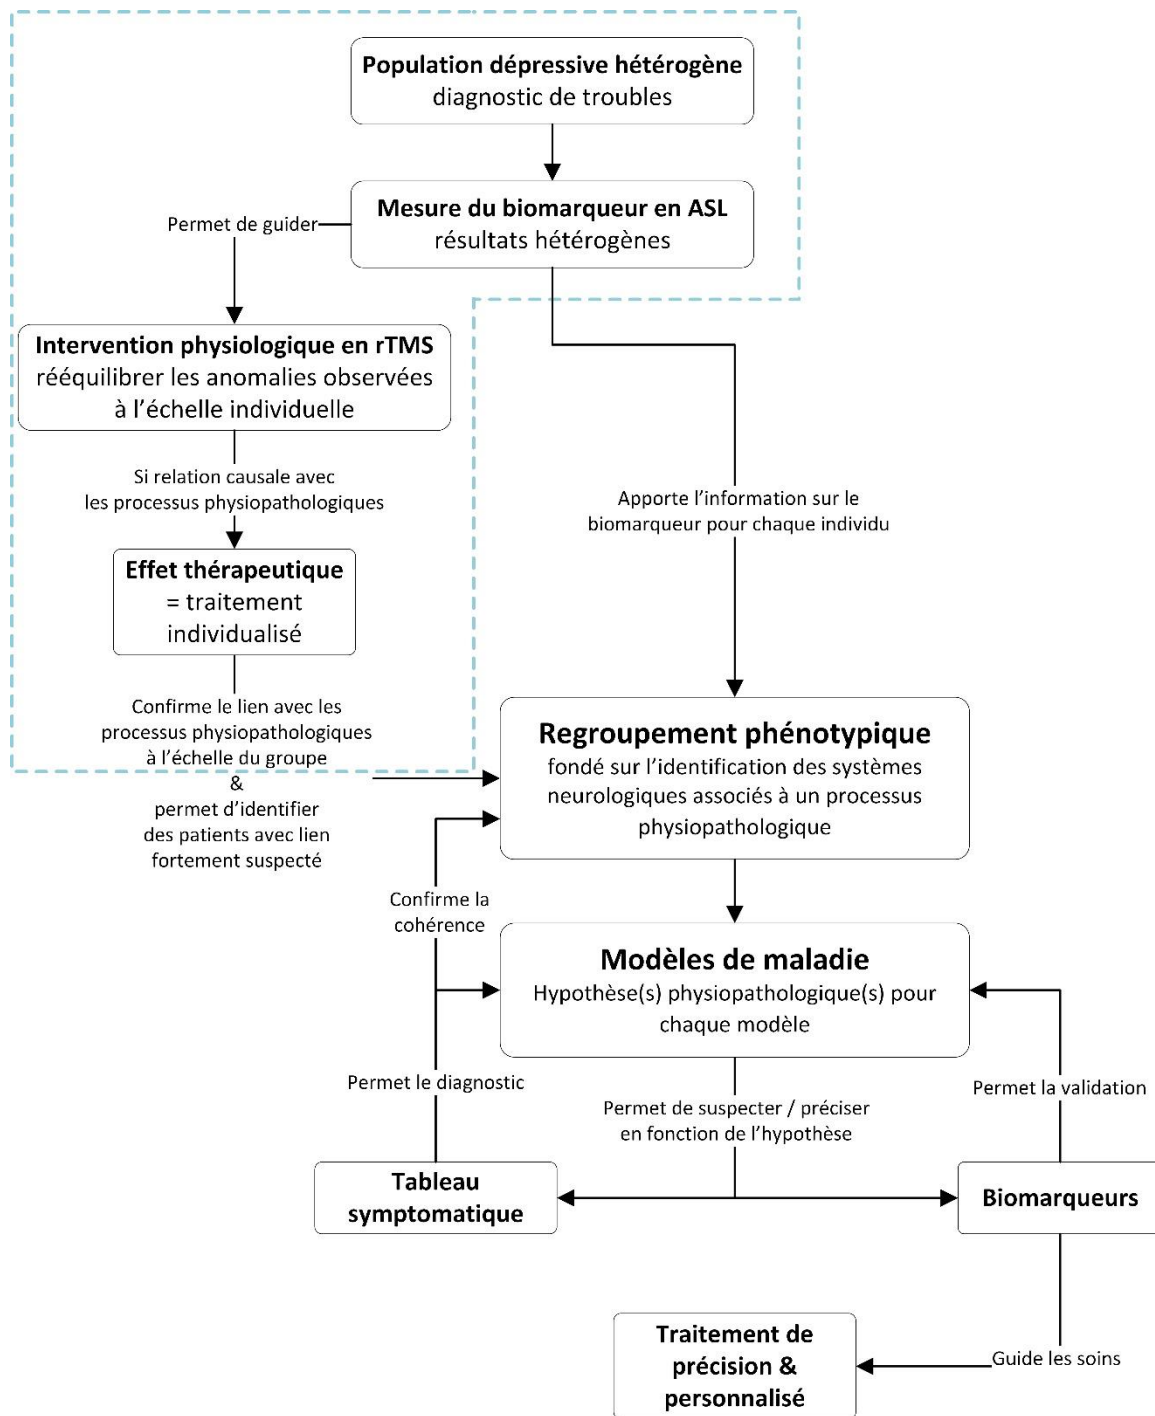 Population dépressive hétérogène
diagnostic de troubles
Mesure du biomarqueur en ASL
résultats hétérogènes
Permet de guider
Intervention physiologique en rTMS
rééquilibrer les anomalies observées
à l’échelle individuelle
Si relation causale avec
les processus physiopathologiques
Apporte l’information sur le
biomarqueur pour chaque individu
Effet thérapeutique
= traitement
individualisé
Confirme le lien avec les
processus physiopathologiques
à l’échelle du groupe
&
permet d’identifier
des patients avec lien
fortement suspecté
Regroupement phénotypique
fondé sur l’identification des systèmes
neurologiques associés à un processus
physiopathologique
Confirme la
cohérence
Modèles de maladie
Hypothèse(s) physiopathologique(s) pour
chaque modèle
Permet le diagnostic
Permet de suspecter / préciser
en fonction de l’hypothèse
Permet la validation
Tableau
symptomatique
Biomarqueurs
Traitement de
précision &
personnalisé
Guide les soins